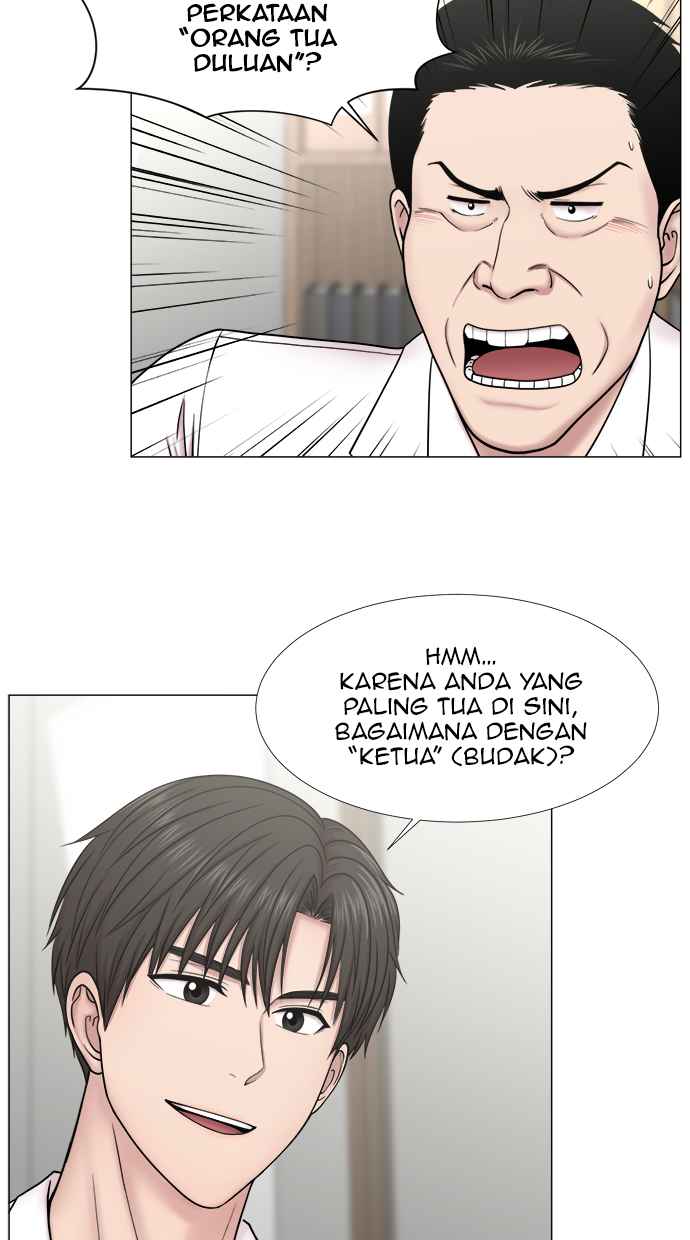 PERKATAAN
"ORANG TUA
DULUAN"?
HMM...
KARENA ANDA YANG
PALING TUA DI SINI,
BAGAIMANA DENGAN
"KETUA" (BUDAK)?